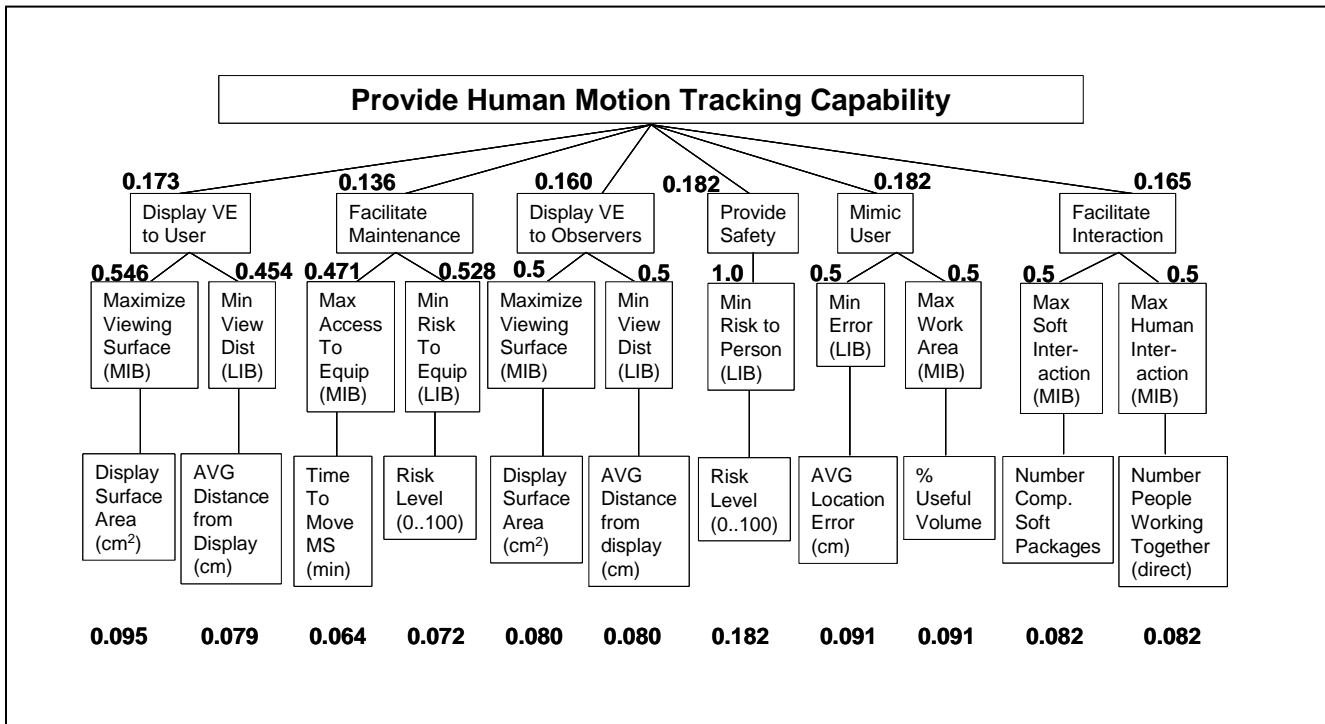 Provide Human Motion Tracking Capability
0.173
0.136
0.160
0.182
0.182
0.165
Display VE
to User
Facilitate
Maintenance
Display VE
to Observers
Provide
Safety
Mimic
User
Facilitate
Interaction
0.546
0.454
0.471
0.528
0.5
0.5
1.0
0.5
0.5
0.5
0.5
Maximize
Viewing
Surface
(MIB)
Min
View
Dist
(LIB)
Max
Access
To
Equip
(MIB)
Min
Risk
To
Equip
(LIB)
Maximize
Viewing
Surface
(MIB)
Min
View
Dist
(LIB)
Min
Risk to
Person
(LIB)
Min
Error
(LIB)
Max
Work
Area
(MIB)
Max
Soft
Inter-
action
(MIB)
Max
Human
Inter-
action
(MIB)
Display
Surface
Area
(cm²)
AVG
Distance
from
Display
(cm)
Time
To
Move
MS
(min)
Risk
Level
(0..100)
Display
Surface
Area
(cm²)
AVG
Distance
from
display
(cm)
Risk
Level
(0..100)
AVG
Location
Error
(cm)
%
Useful
Volume
Number
Comp.
Soft
Packages
Number
People
Working
Together
(direct)
0.095
0.079
0.064
0.072
0.080
0.080
0.182
0.091
0.091
0.082
0.082